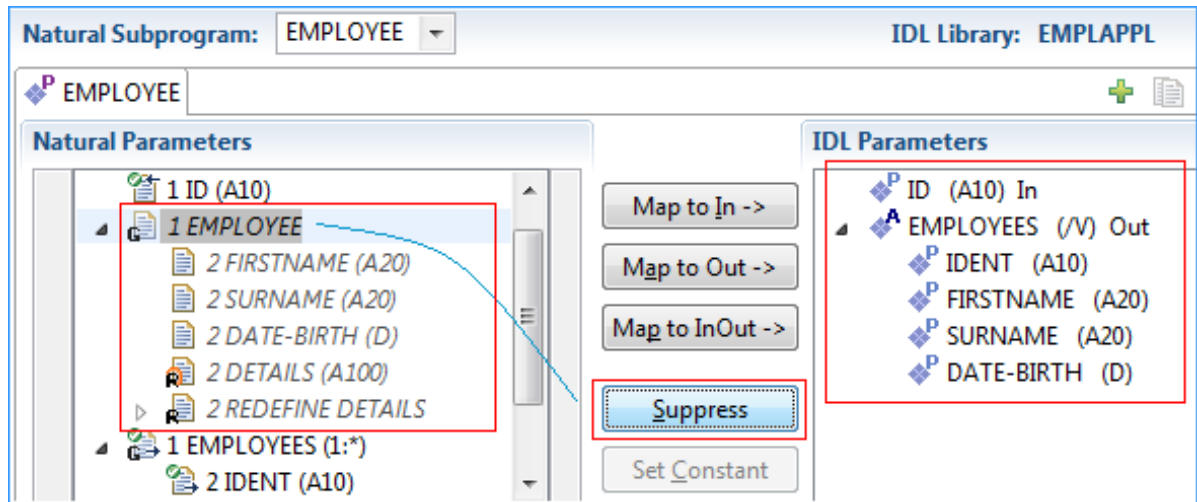 Natural Subprogram: EMPLOYEE IDL Library: EMPLAPPL
P EMPLOYEE
Natural Parameters
1 ID (A10)
G 1 EMPLOYEE
2 FIRSTNAME (A20)
2 SURNAME (A20)
2 DATE-BIRTH (D)
R 2 DETAILS (A100)
R 2 REDEFINE DETAILS
G 1 EMPLOYEES (1:*)
2 IDENT (A10)
Map to In ->
Map to Out ->
Map to InOut ->
Suppress
Set Constant
IDL Parameters
P ID (A10) In
A EMPLOYEES (/V) Out
P IDENT (A10)
P FIRSTNAME (A20)
P SURNAME (A20)
P DATE-BIRTH (D)